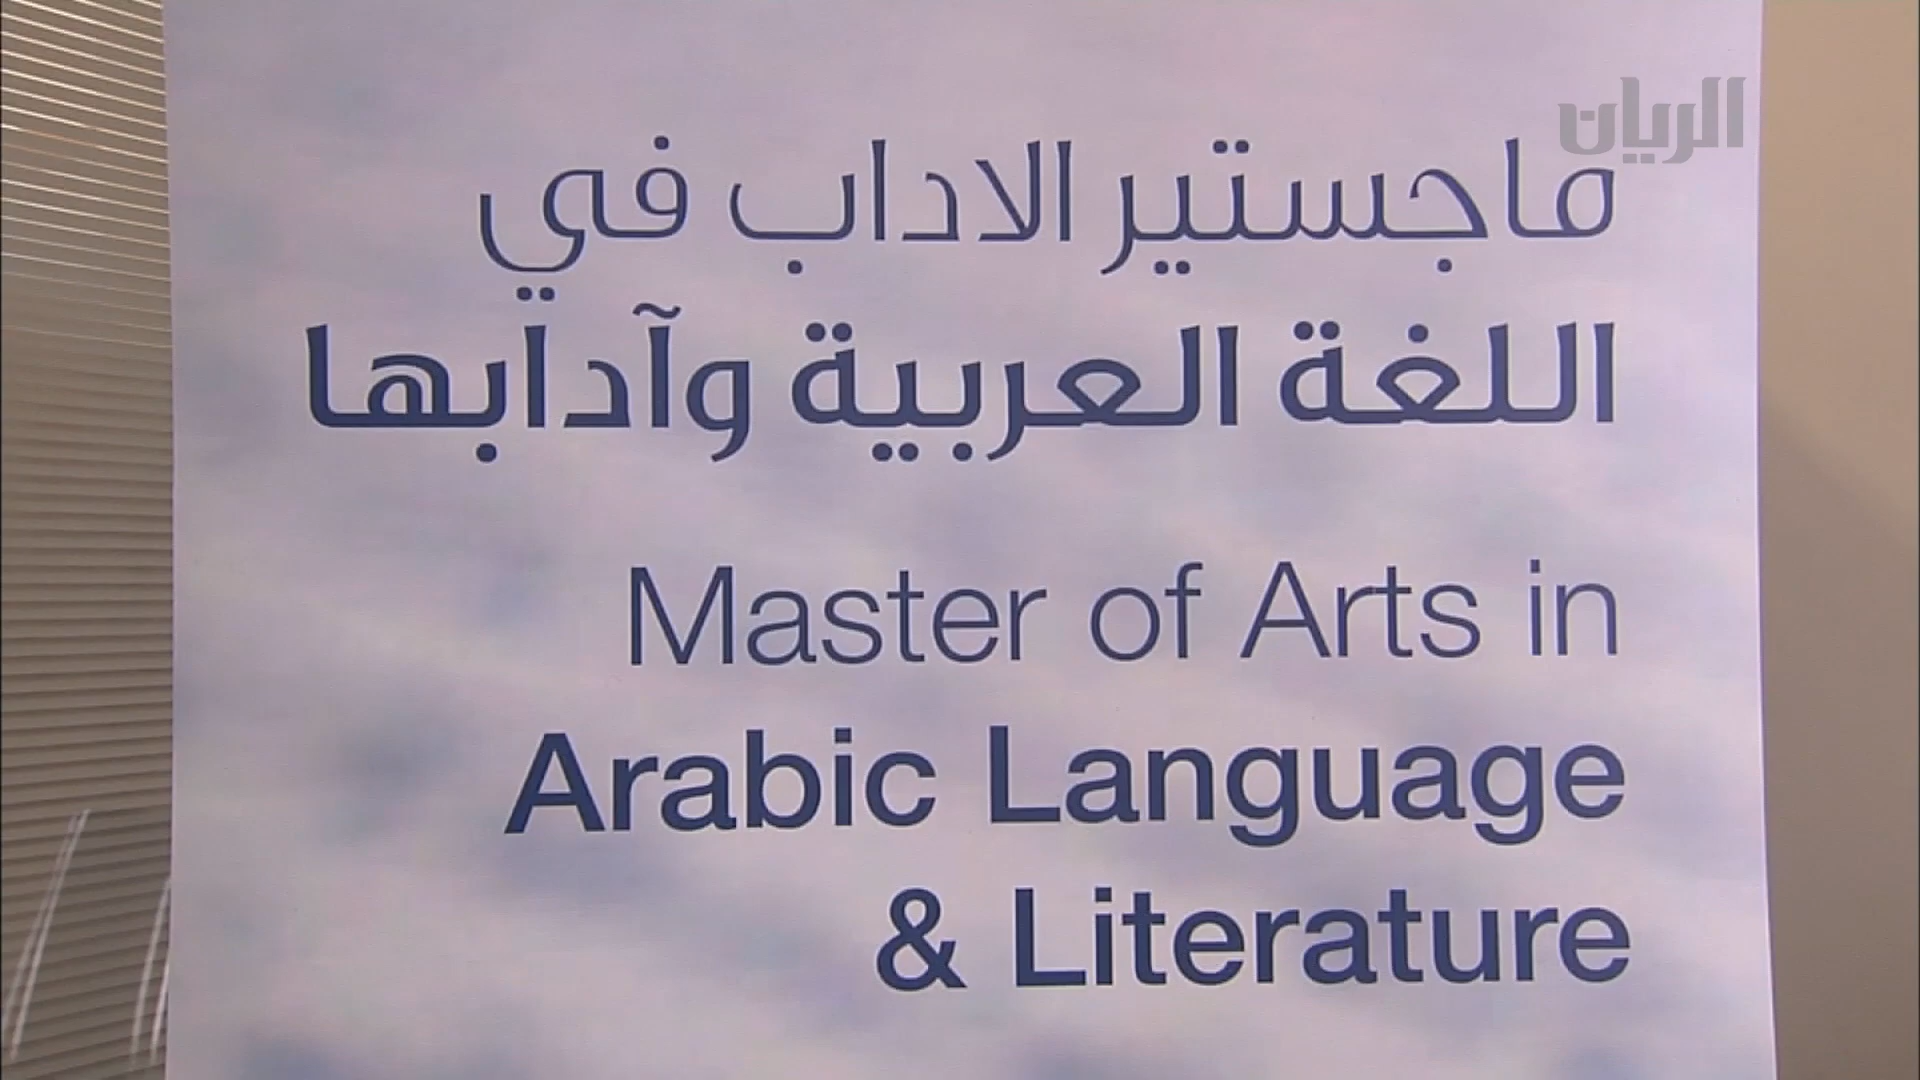 الريان
ماجستير الاداب في
اللغة العربية وآدابها
Master of Arts in
Arabic Language
& Literature